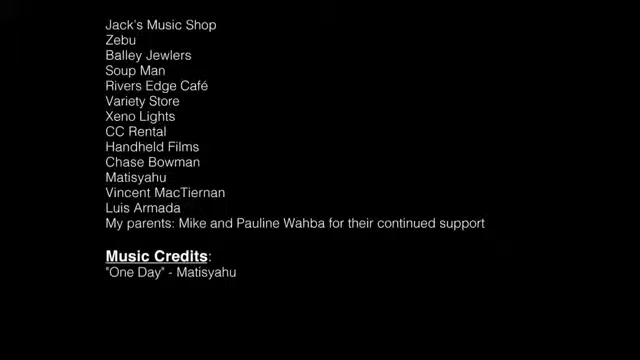 Jack's Music Shop
Zebu
Balley Jewlers
Soup Man
Rivers Edge Café
Variety Store
Xeno Lights
CC Rental
Handheld Films
Chase Bowman
Matisyahu
Vincent MacTiernan
Luis Armada
My parents: Mike and Pauline Wahba for their continued support
Music Credits:
"One Day" - Matisyahu